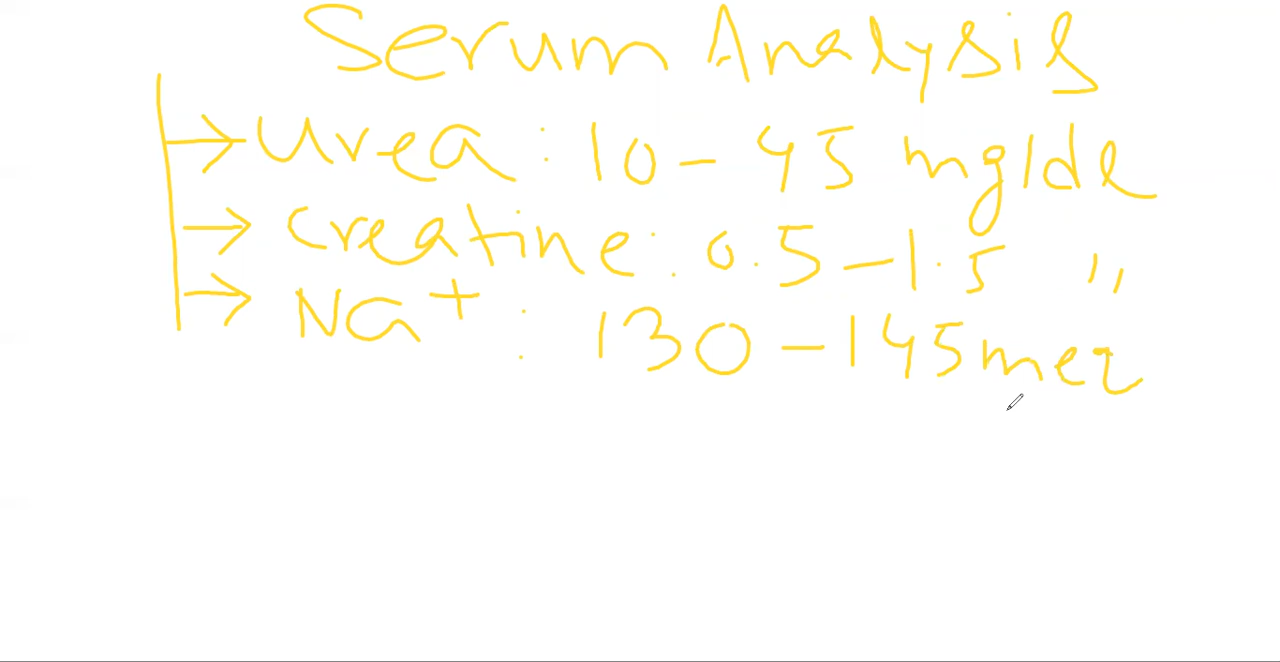 Serum Analysis
→ Urea : 10 - 45 mg/dl
→ Creatine : 0.5 - 1.5 "
→ Na+ : 130 - 145 meq